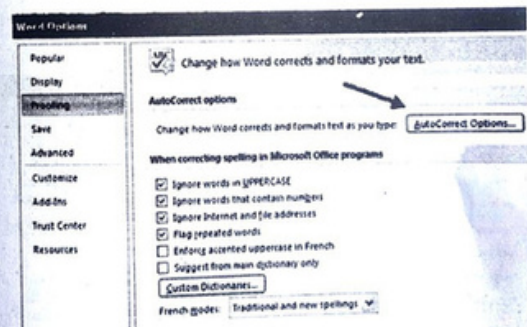 Word Options
Popular
Display
Proofing
Save
Advanced
Customize
Add-Ins
Trust Center
Resources
ABC
Change how Word corrects and formats your text.
AutoCorrect options
Change how Word corrects and formats text as you type:
AutoCorrect Options...
When correcting spelling in Microsoft Office programs
Ignore words in UPPERCASE
Ignore words that contain numbers
Ignore Internet and file addresses
Flag repeated words
Enforce accented uppercase in French
Suggest from main dictionary only
Custom Dictionaries...
French modes: Traditional and new spellings